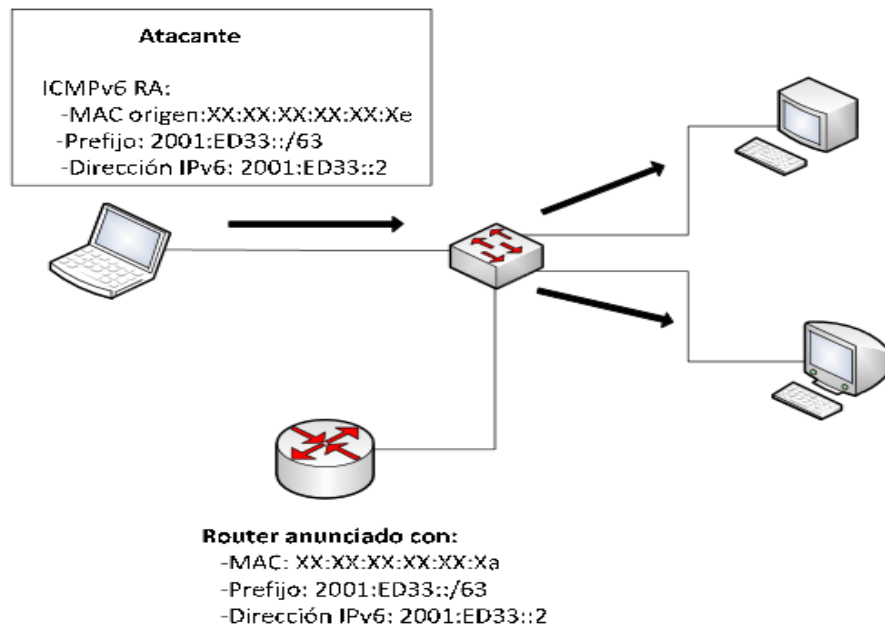 Atacante
ICMPv6 RA:
-MAC origen:XX:XX:XX:XX:XX:Xe
-Prefijo: 2001:ED33::/63
-Dirección IPv6: 2001:ED33::2
Router anunciado con:
-MAC: XX:XX:XX:XX:XX:Xa
-Prefijo: 2001:ED33::/63
-Dirección IPv6: 2001:ED33::2